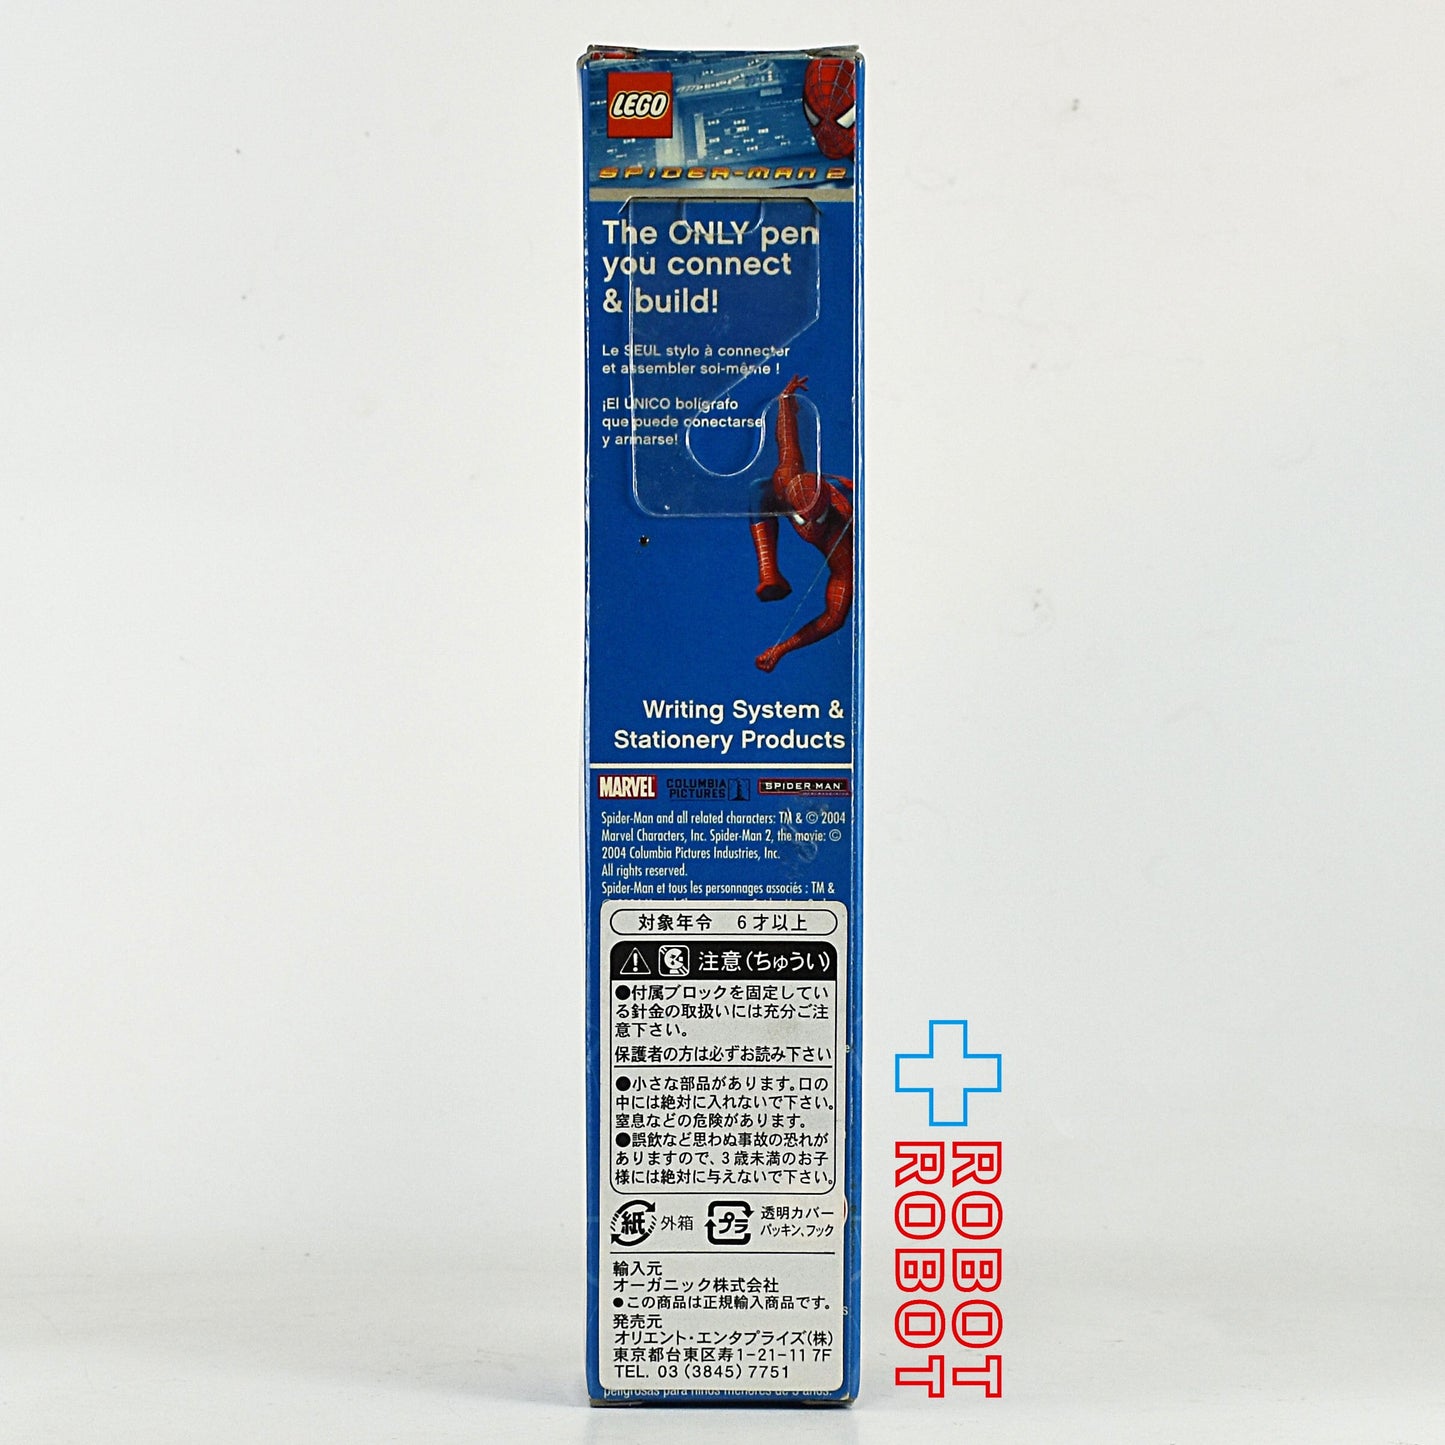 LEGO
SPIDER-MAN 2
The ONLY pen
you connect
& build!
Le SEUL stylo à connecter
et assembler soi-même !
¡El ÚNICO bolígrafo
que puede conectarse
y armarse!
Writing System &
Stationery Products
MARVEL COLUMBIA PICTURES SPIDER-MAN
Spider-Man and all related characters: TM & © 2004
Marvel Characters, Inc. Spider-Man 2, the movie: ©
2004 Columbia Pictures Industries, Inc.
All rights reserved.
Spider-Man et tous les personnages associés : TM &
対象年令 6才以上
注意(ちゅうい)
●付属ブロックを固定してい
る針金の取扱いには充分ご注
意下さい。
保護者の方は必ずお読み下さい
●小さな部品があります。口の
中には絶対に入れないで下さい。
窒息などの危険があります。
●誤飲など思わぬ事故の恐れが
ありますので、3歳未満のお子
様には絶対に与えないで下さい。
紙 外箱 プラ 透明カバー
パッキン、フック
輸入元
オーガニック株式会社
●この商品は正規輸入商品です。
発売元
オリエント・エンタプライズ(株)
東京都台東区寿1-21-11 7F
TEL. 03 (3845) 7751
peligrosas para niños menores de 3 años.
ROBOT
ROBOT